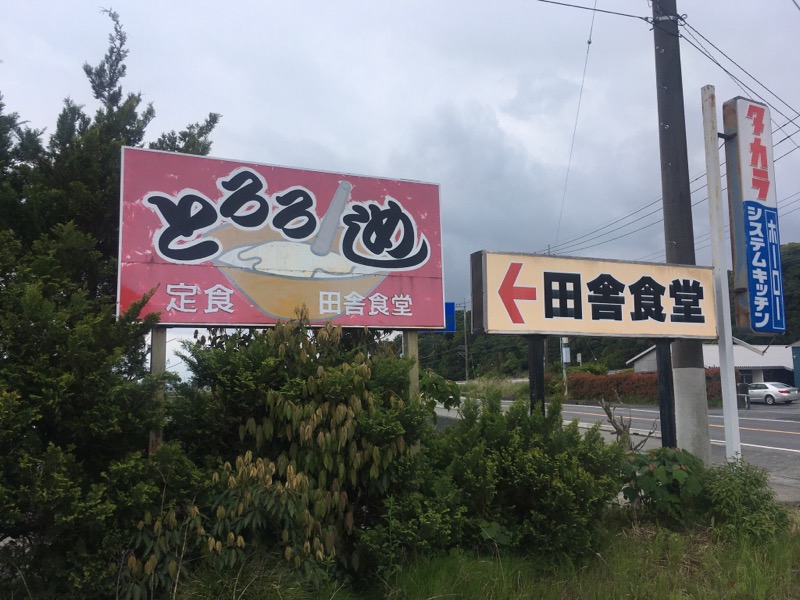 とろろめし
定食
田舎食堂
←田舎食堂
タカラ
ホーロー
システムキッチン